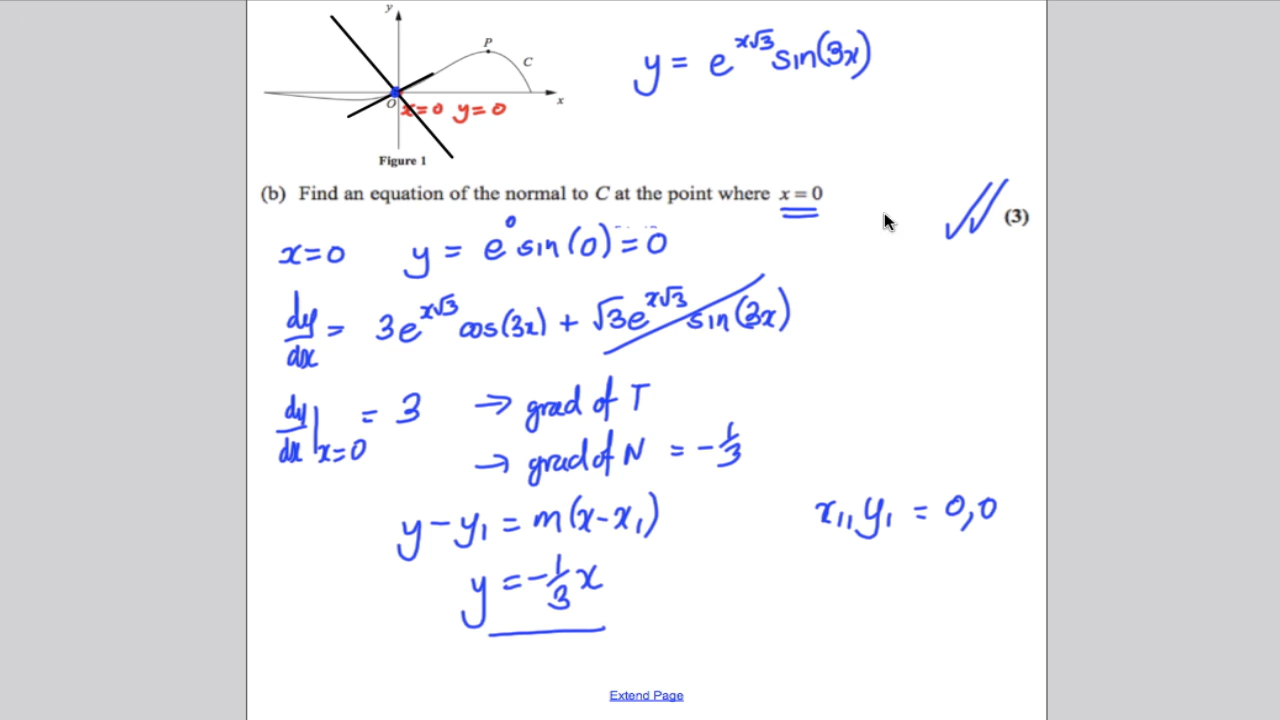 y
P
C
O
x
x=0 y=0
Figure 1
y = e^{x√3} sin(3x)
(b) Find an equation of the normal to C at the point where x = 0
(3)
x=0 y = e^0 sin(0) = 0
dy/dx = 3e^{x√3} cos(3x) + √3e^{x√3} sin(3x)
dy/dx|x=0 = 3 → grad of T
→ grad of N = -1/3
y-y₁ = m(x-x₁) x₁, y₁ = 0,0
y = -1/3 x
Extend Page